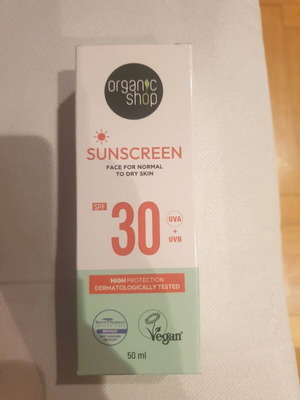 organic
shop
SUNSCREEN
FACE FOR NORMAL
TO DRY SKIN
SPF
30
UVA
+
UVB
HIGH PROTECTION
DERMATOLOGICALLY TESTED
Vegan
50 ml